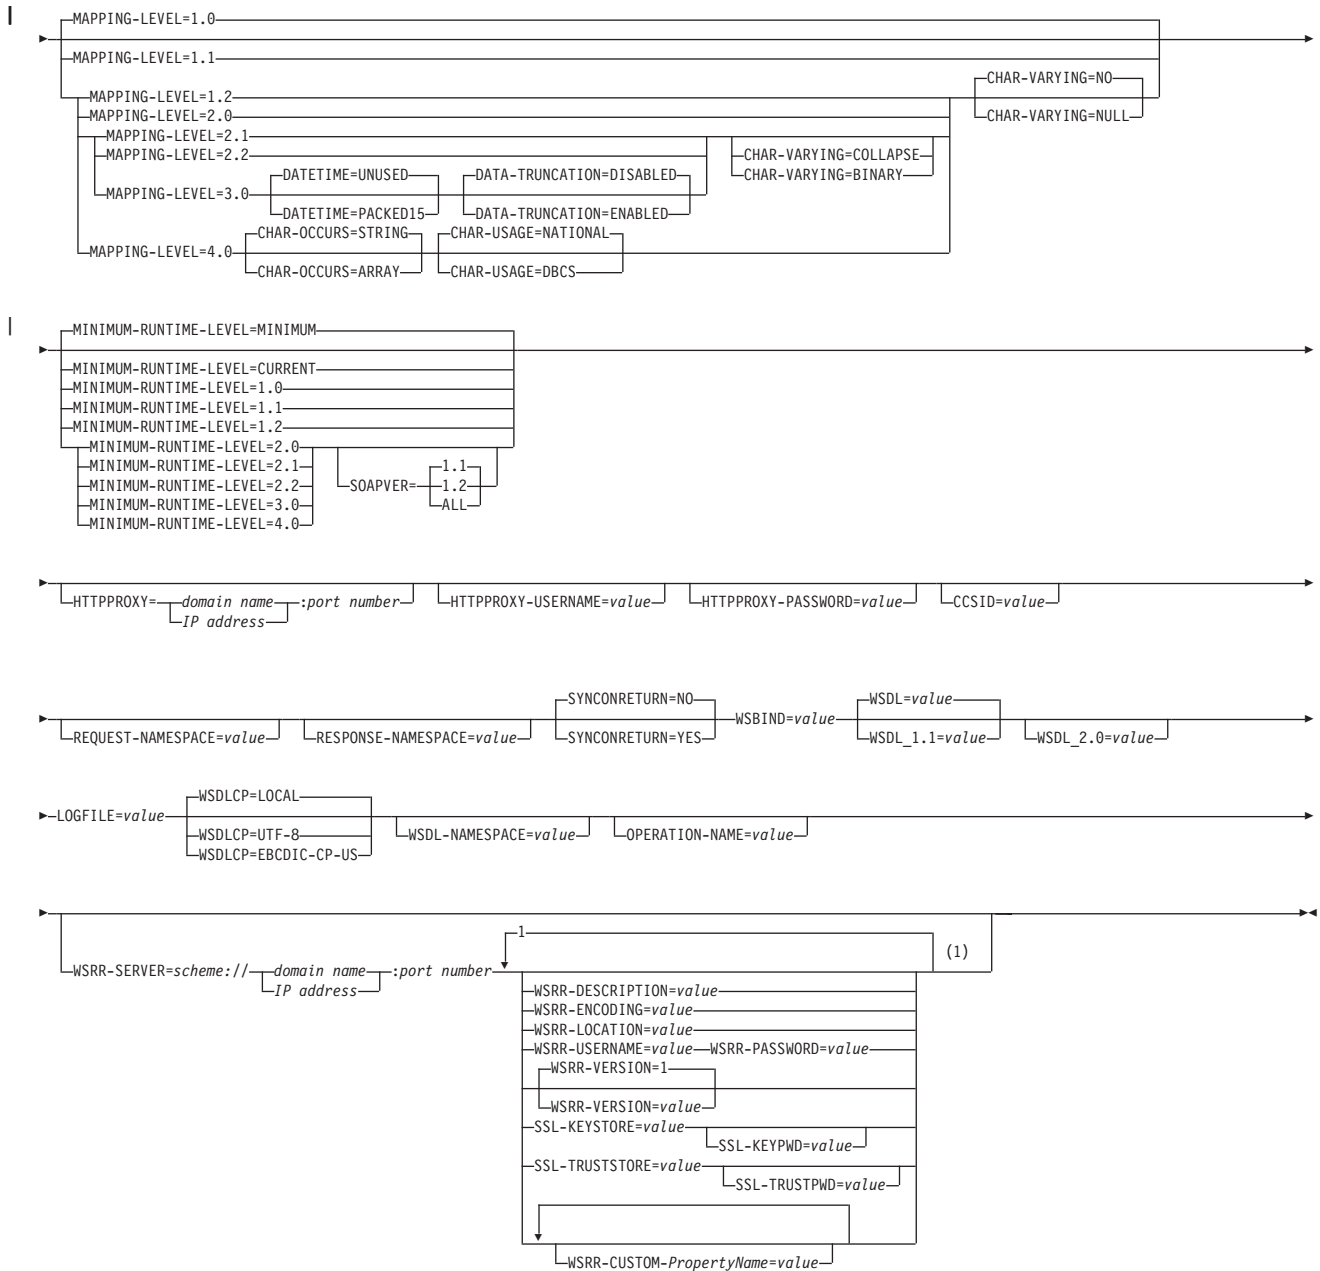 MAPPING-LEVEL=1.0
MAPPING-LEVEL=1.1
CHAR-VARYING=NO
MAPPING-LEVEL=1.2
MAPPING-LEVEL=2.0
CHAR-VARYING=NULL
MAPPING-LEVEL=2.1
MAPPING-LEVEL=2.2
CHAR-VARYING=COLLAPSE
DATETIME=UNUSED
DATA-TRUNCATION=DISABLED
CHAR-VARYING=BINARY
MAPPING-LEVEL=3.0
DATETIME=PACKED15
DATA-TRUNCATION=ENABLED
CHAR-OCCURS=STRING
CHAR-USAGE=NATIONAL
MAPPING-LEVEL=4.0
CHAR-OCCURS=ARRAY
CHAR-USAGE=DBCS
MINIMUM-RUNTIME-LEVEL=MINIMUM
MINIMUM-RUNTIME-LEVEL=CURRENT
MINIMUM-RUNTIME-LEVEL=1.0
MINIMUM-RUNTIME-LEVEL=1.1
MINIMUM-RUNTIME-LEVEL=1.2
MINIMUM-RUNTIME-LEVEL=2.0
MINIMUM-RUNTIME-LEVEL=2.1
MINIMUM-RUNTIME-LEVEL=2.2
MINIMUM-RUNTIME-LEVEL=3.0
MINIMUM-RUNTIME-LEVEL=4.0
SOAPVER=
1.1
1.2
ALL
HTTPPROXY= domain name :port number
IP address
HTTPPROXY-USERNAME=value
HTTPPROXY-PASSWORD=value
CCSID=value
REQUEST-NAMESPACE=value
RESPONSE-NAMESPACE=value
SYNCONRETURN=NO
SYNCONRETURN=YES
WSBIND=value
WSDL=value
WSDL_1.1=value
WSDL_2.0=value
LOGFILE=value
WSDLCP=LOCAL
WSDLCP=UTF-8
WSDLCP=EBCDIC-CP-US
WSDL-NAMESPACE=value
OPERATION-NAME=value
WSRR-SERVER=scheme:// domain name :port number
IP address
1
(1)
WSRR-DESCRIPTION=value
WSRR-ENCODING=value
WSRR-LOCATION=value
WSRR-USERNAME=value WSRR-PASSWORD=value
WSRR-VERSION=1
WSRR-VERSION=value
SSL-KEYSTORE=value
SSL-KEYPWD=value
SSL-TRUSTSTORE=value
SSL-TRUSTPWD=value
WSRR-CUSTOM-PropertyName=value